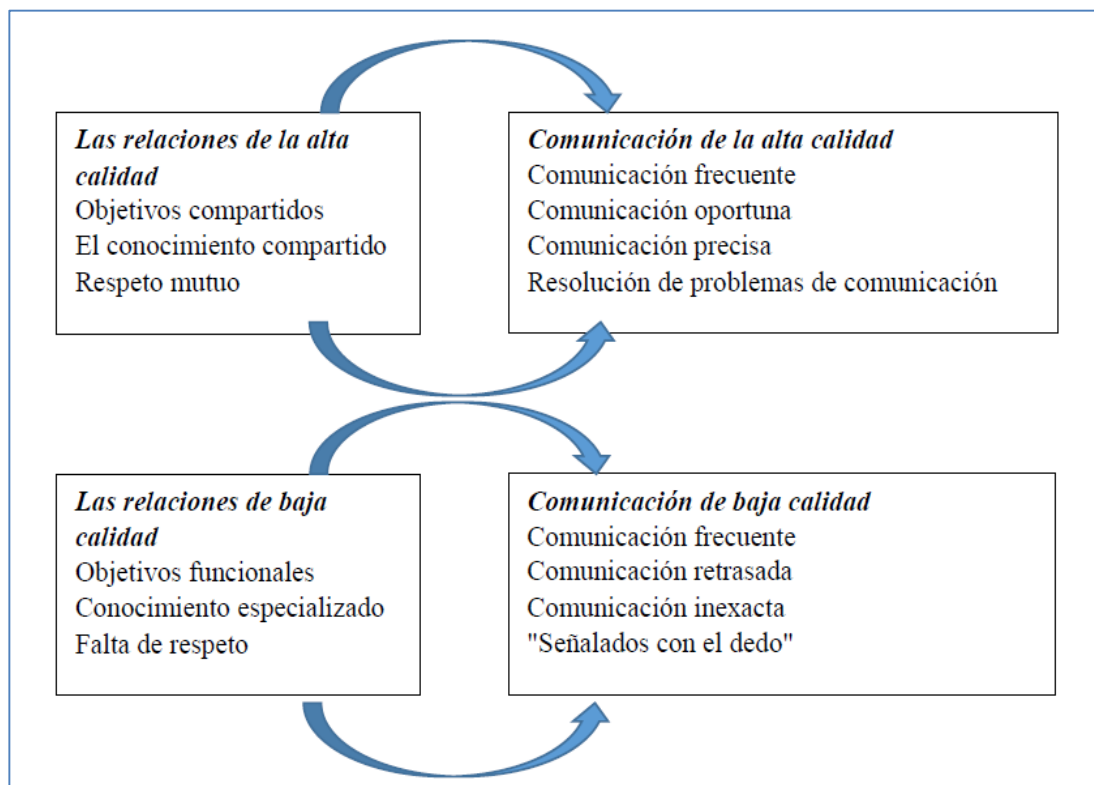 Las relaciones de la alta
calidad
Objetivos compartidos
El conocimiento compartido
Respeto mutuo
Comunicación de la alta calidad
Comunicación frecuente
Comunicación oportuna
Comunicación precisa
Resolución de problemas de comunicación
Las relaciones de baja
calidad
Objetivos funcionales
Conocimiento especializado
Falta de respeto
Comunicación de baja calidad
Comunicación frecuente
Comunicación retrasada
Comunicación inexacta
"Señalados con el dedo"